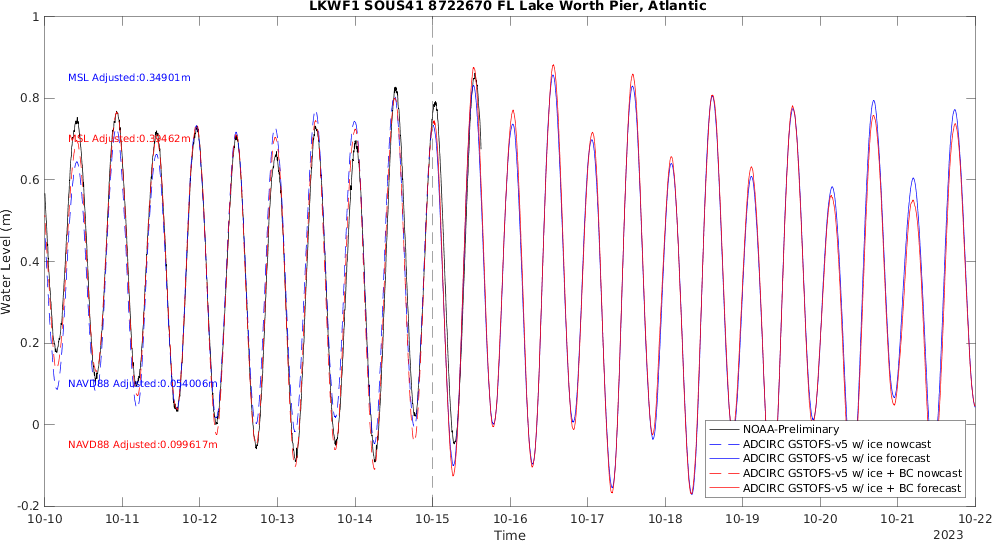 LKWF1 SOUS41 8722670 FL Lake Worth Pier, Atlantic
1
0.8
0.6
0.4
0.2
0
-0.2
Water Level (m)
MSL Adjusted:0.34901m
MSL Adjusted:0.39462m
NAVD88 Adjusted:0.054006m
NAVD88 Adjusted:0.099617m
NOAA-Preliminary
ADCIRC GSTOFS-v5 w/ ice nowcast
ADCIRC GSTOFS-v5 w/ ice forecast
ADCIRC GSTOFS-v5 w/ ice + BC nowcast
ADCIRC GSTOFS-v5 w/ ice + BC forecast
10-10 10-11 10-12 10-13 10-14 10-15 10-16 10-17 10-18 10-19 10-20 10-21 10-22
Time
2023